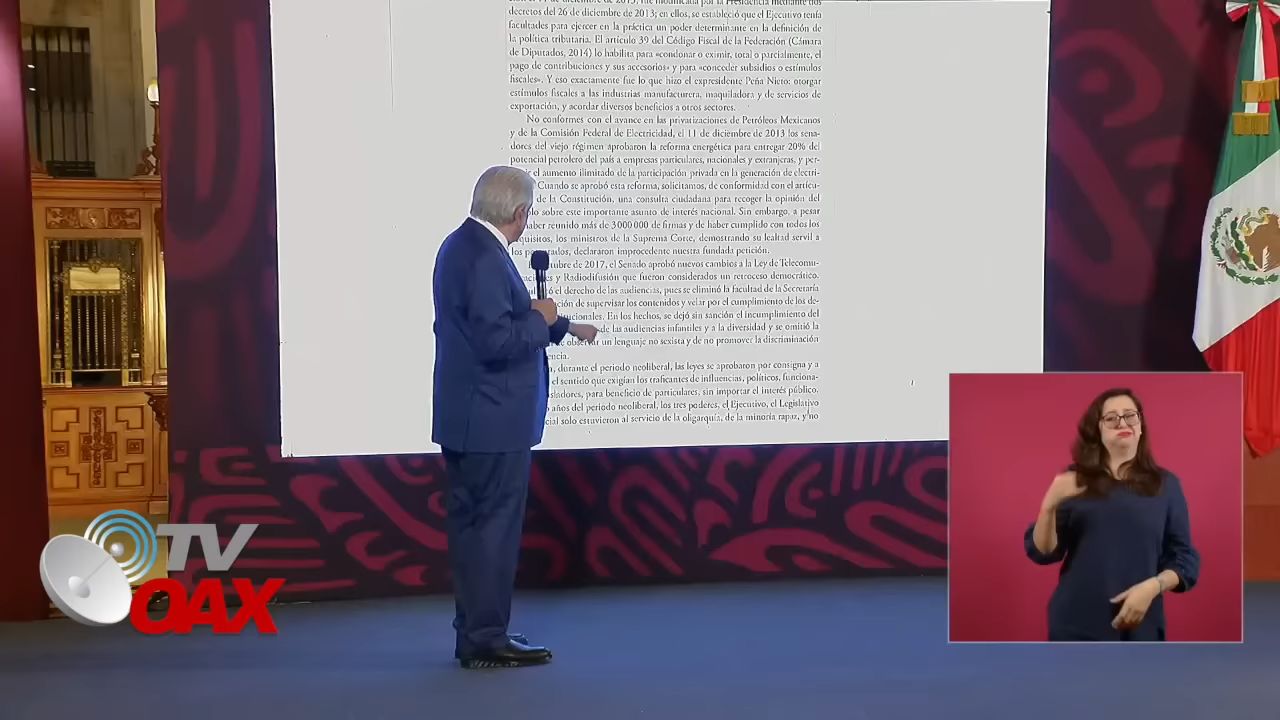 decretos del 26 de diciembre de 2013; en ellos, se estableció que el Ejecutivo tenía
facultades para ejercer en la práctica un poder determinante en la definición de
la política tributaria. El artículo 39 del Código Fiscal de la Federación (Cámara
de Diputados, 2014) lo habilita para «condonar o eximir, total o parcialmente, el
pago de contribuciones y sus accesorios» y para «conceder subsidios o estímulos
fiscales». Y eso exactamente fue lo que hizo el expresidente Peña Nieto: otorgar
estímulos fiscales a las industrias manufacturera, maquiladora y de servicios de
exportación, y acordar diversos beneficios a otros sectores.
No conformes con el avance en las privatizaciones de Petróleos Mexicanos
y de la Comisión Federal de Electricidad, el 11 de diciembre de 2013 los sena-
dores del viejo régimen aprobaron la reforma energética para entregar 20% del
potencial petrolero del país a empresas particulares, nacionales y extranjeras, y per-
el aumento ilimitado de la participación privada en la generación de electri-
Cuando se aprobó esta reforma, solicitamos, de conformidad con el artícu-
de la Constitución, una consulta ciudadana para recoger la opinión del
lo sobre este importante asunto de interés nacional. Sin embargo, a pesar
haber reunido más de 3 000 000 de firmas y de haber cumplido con todos los
quisitos, los ministros de la Suprema Corte, demostrando su lealtad servil a
los declararon improcedente nuestra fundada petición.
de 2017, el Senado aprobó nuevos cambios a la Ley de Telecomu-
y Radiodifusión que fueron considerados un retroceso democrático.
el derecho de las audiencias, pues se eliminó la facultad de la Secretaría
ción de supervisar los contenidos y velar por el cumplimiento de los de-
itucionales. En los hechos, se dejó sin sanción el incumplimiento del
de las audiencias infantiles y a la diversidad y se omitió la
observar un lenguaje no sexista y de no promover la discriminación
encia.
, durante el periodo neoliberal, las leyes se aprobaron por consigna y a
el sentido que exigían los traficantes de influencias, políticos, funciona-
sladores, para beneficio de particulares, sin importar el interés público.
años del periodo neoliberal, los tres poderes, el Ejecutivo, el Legislativo
cial solo estuvieron al servicio de la oligarquía, de la minoría rapaz, y no
TV
OAX